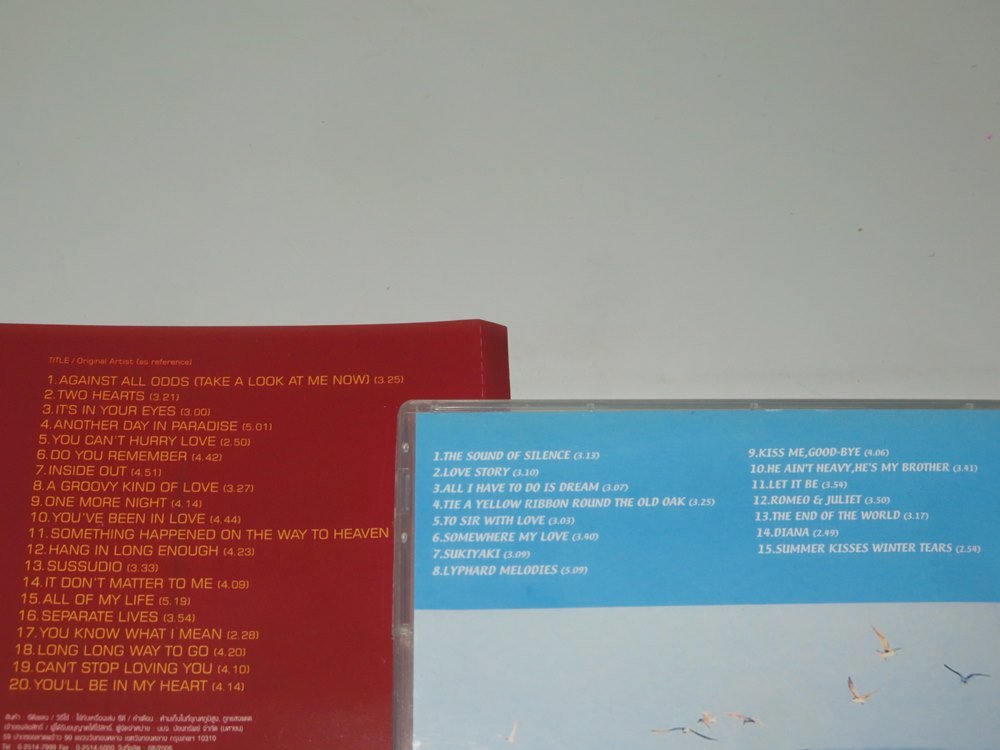 TITLE / Original Artist (as reference)
1.AGAINST ALL ODDS (TAKE A LOOK AT ME NOW) (3.25)
2.TWO HEARTS (3.21)
3.IT'S IN YOUR EYES (3.00)
4.ANOTHER DAY IN PARADISE (5.01)
5.YOU CAN'T HURRY LOVE (2.50)
6.DO YOU REMEMBER (4.42)
7.INSIDE OUT (4.51)
8.A GROOVY KIND OF LOVE (3.27)
9.ONE MORE NIGHT (4.14)
10.YOU'VE BEEN IN LOVE (4.44)
11.SOMETHING HAPPENED ON THE WAY TO HEAVEN
12.HANG IN LONG ENOUGH (4.23)
13.SUSSUDIO (3.33)
14.IT DON'T MATTER TO ME (4.09)
15.ALL OF MY LIFE (5.19)
16.SEPARATE LIVES (3.54)
17.YOU KNOW WHAT I MEAN (2.28)
18.LONG LONG WAY TO GO (4.20)
19.CAN'T STOP LOVING YOU (4.10)
20.YOU'LL BE IN MY HEART (4.14)
1.THE SOUND OF SILENCE (3.13)
2.LOVE STORY (3.10)
3.ALL I HAVE TO DO IS DREAM (3.07)
4.TIE A YELLOW RIBBON ROUND THE OLD OAK (3.25)
5.TO SIR WITH LOVE (3.03)
6.SOMEWHERE MY LOVE (3.40)
7.SUKIYAKI (3.09)
8.LYPHARD MELODIES (5.09)
9.KISS ME,GOOD-BYE (4.06)
10.HE AIN'T HEAVY,HE'S MY BROTHER (3.41)
11.LET IT BE (3.54)
12.ROMEO & JULIET (3.50)
13.THE END OF THE WORLD (3.17)
14.DIANA (2.49)
15.SUMMER KISSES WINTER TEARS (2.54)